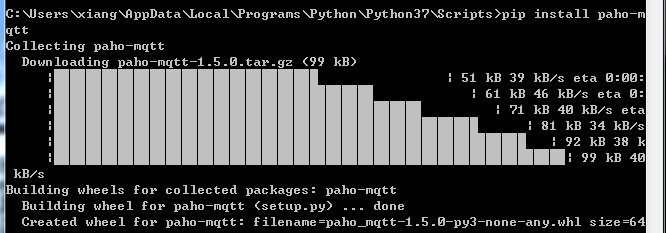 C:\Users\xiang\AppData\Local\Programs\Python\Python37\Scripts>pip install paho-m
qtt
Collecting paho-mqtt
Downloading paho-mqtt-1.5.0.tar.gz (99 kB)
| 51 kB 39 kB/s eta 0:00:
| 61 kB 46 kB/s eta 0:
| 71 kB 40 kB/s eta
| 81 kB 34 kB/s
| 92 kB 38 k
| 99 kB 40
kB/s
Building wheels for collected packages: paho-mqtt
Building wheel for paho-mqtt (setup.py) ... done
Created wheel for paho-mqtt: filename=paho_mqtt-1.5.0-py3-none-any.whl size=64